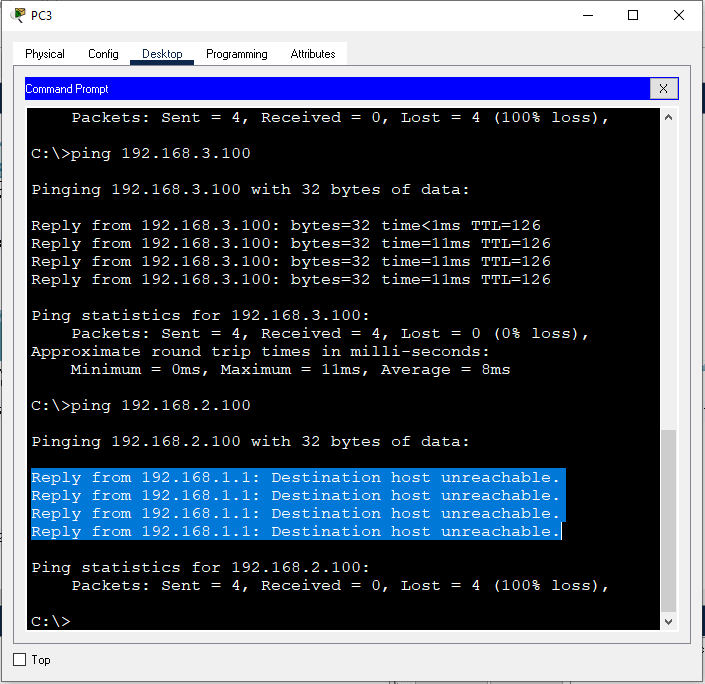 PC3
Physical Config Desktop Programming Attributes
Command Prompt X
Packets: Sent = 4, Received = 0, Lost = 4 (100% loss),
C:\>ping 192.168.3.100
Pinging 192.168.3.100 with 32 bytes of data:
Reply from 192.168.3.100: bytes=32 time<1ms TTL=126
Reply from 192.168.3.100: bytes=32 time=11ms TTL=126
Reply from 192.168.3.100: bytes=32 time=11ms TTL=126
Reply from 192.168.3.100: bytes=32 time=11ms TTL=126
Ping statistics for 192.168.3.100:
Packets: Sent = 4, Received = 4, Lost = 0 (0% loss),
Approximate round trip times in milli-seconds:
Minimum = 0ms, Maximum = 11ms, Average = 8ms
C:\>ping 192.168.2.100
Pinging 192.168.2.100 with 32 bytes of data:
Reply from 192.168.1.1: Destination host unreachable.
Reply from 192.168.1.1: Destination host unreachable.
Reply from 192.168.1.1: Destination host unreachable.
Reply from 192.168.1.1: Destination host unreachable.
Ping statistics for 192.168.2.100:
Packets: Sent = 4, Received = 0, Lost = 4 (100% loss),
C:\>
Top